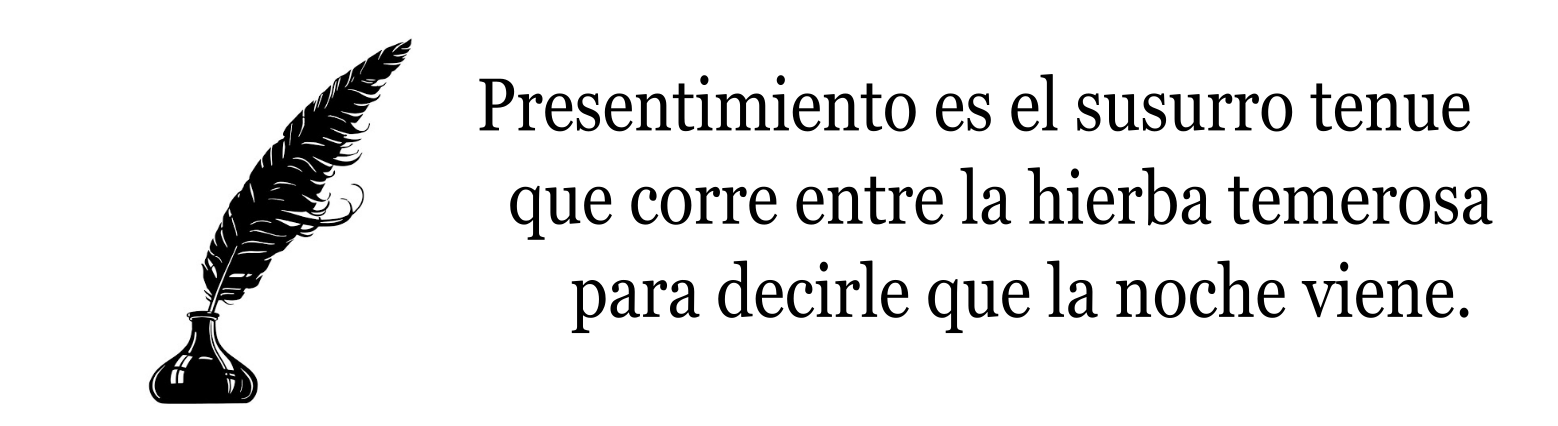 Presentimiento es el susurro tenue
que corre entre la hierba temerosa
para decirle que la noche viene.